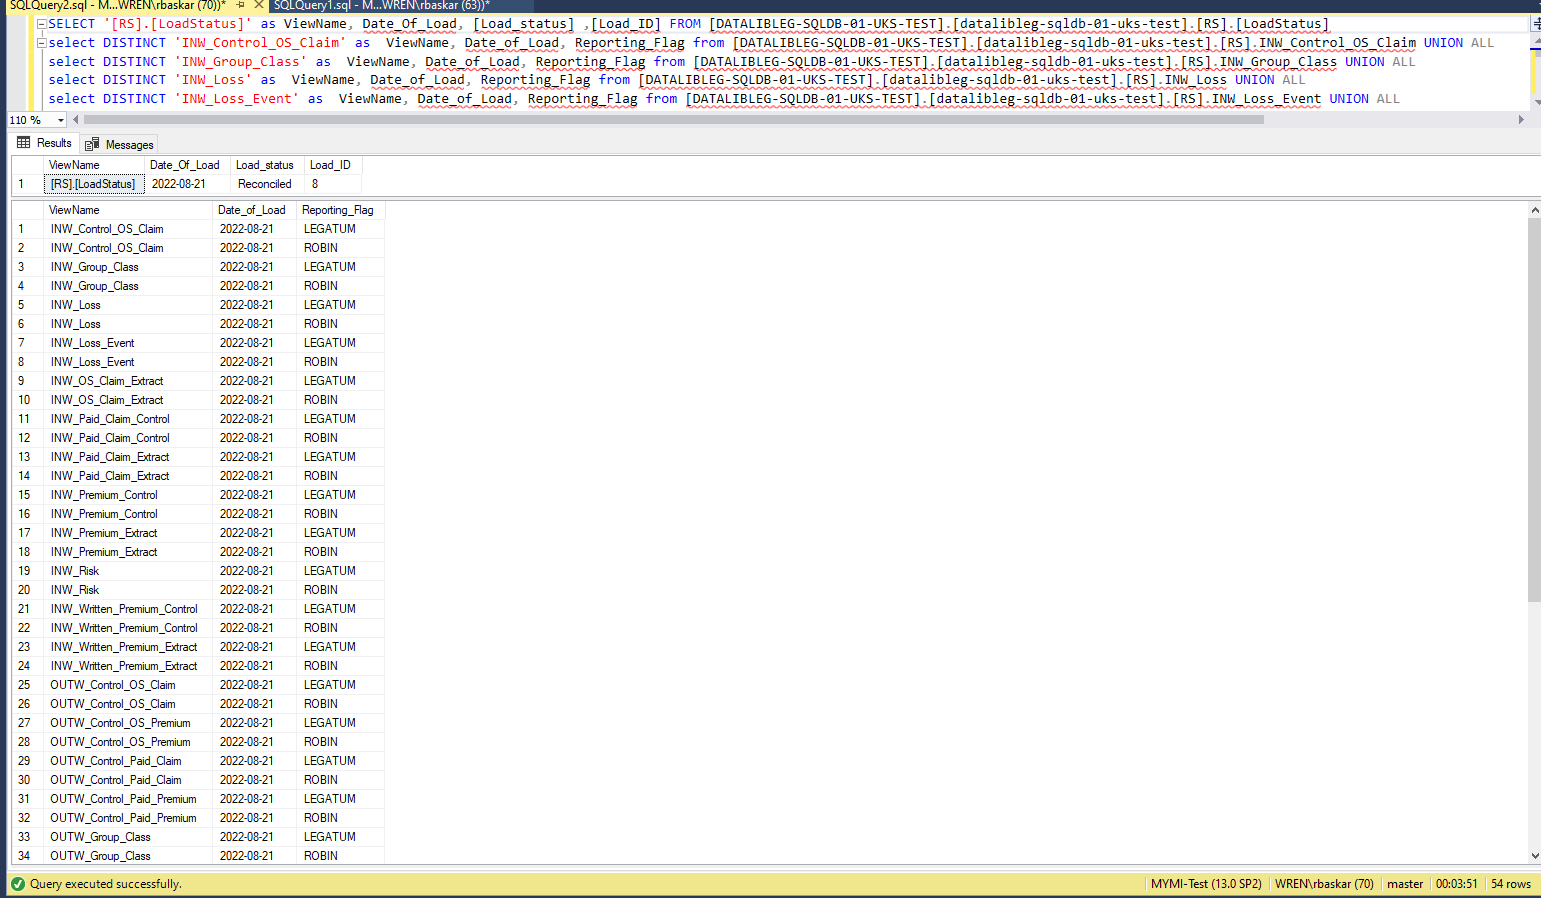 SQLQuery2.sql - M...WREN\rbaskar (70))* SQLQuery1.sql - M...WREN\rbaskar (63))*
SELECT '[RS].[LoadStatus]' as ViewName, Date_Of_Load, [Load_status] ,[Load_ID] FROM [DATALIBLEG-SQLDB-01-UKS-TEST].[datalibleg-sqldb-01-uks-test].[RS].[LoadStatus]
select DISTINCT 'INW_Control_OS_Claim' as  ViewName, Date_of_Load, Reporting_Flag from [DATALIBLEG-SQLDB-01-UKS-TEST].[datalibleg-sqldb-01-uks-test].[RS].INW_Control_OS_Claim UNION ALL
select DISTINCT 'INW_Group_Class' as  ViewName, Date_of_Load, Reporting_Flag from [DATALIBLEG-SQLDB-01-UKS-TEST].[datalibleg-sqldb-01-uks-test].[RS].INW_Group_Class UNION ALL
select DISTINCT 'INW_Loss' as  ViewName, Date_of_Load, Reporting_Flag from [DATALIBLEG-SQLDB-01-UKS-TEST].[datalibleg-sqldb-01-uks-test].[RS].INW_Loss UNION ALL
select DISTINCT 'INW_Loss_Event' as  ViewName, Date_of_Load, Reporting_Flag from [DATALIBLEG-SQLDB-01-UKS-TEST].[datalibleg-sqldb-01-uks-test].[RS].INW_Loss_Event UNION ALL
110 %
Results Messages
ViewName Date_Of_Load Load_status Load_ID
1 [RS].[LoadStatus] 2022-08-21 Reconciled 8
ViewName Date_of_Load Reporting_Flag
1 INW_Control_OS_Claim 2022-08-21 LEGATUM
2 INW_Control_OS_Claim 2022-08-21 ROBIN
3 INW_Group_Class 2022-08-21 LEGATUM
4 INW_Group_Class 2022-08-21 ROBIN
5 INW_Loss 2022-08-21 LEGATUM
6 INW_Loss 2022-08-21 ROBIN
7 INW_Loss_Event 2022-08-21 LEGATUM
8 INW_Loss_Event 2022-08-21 ROBIN
9 INW_OS_Claim_Extract 2022-08-21 LEGATUM
10 INW_OS_Claim_Extract 2022-08-21 ROBIN
11 INW_Paid_Claim_Control 2022-08-21 LEGATUM
12 INW_Paid_Claim_Control 2022-08-21 ROBIN
13 INW_Paid_Claim_Extract 2022-08-21 LEGATUM
14 INW_Paid_Claim_Extract 2022-08-21 ROBIN
15 INW_Premium_Control 2022-08-21 LEGATUM
16 INW_Premium_Control 2022-08-21 ROBIN
17 INW_Premium_Extract 2022-08-21 LEGATUM
18 INW_Premium_Extract 2022-08-21 ROBIN
19 INW_Risk 2022-08-21 LEGATUM
20 INW_Risk 2022-08-21 ROBIN
21 INW_Written_Premium_Control 2022-08-21 LEGATUM
22 INW_Written_Premium_Control 2022-08-21 ROBIN
23 INW_Written_Premium_Extract 2022-08-21 LEGATUM
24 INW_Written_Premium_Extract 2022-08-21 ROBIN
25 OUTW_Control_OS_Claim 2022-08-21 LEGATUM
26 OUTW_Control_OS_Claim 2022-08-21 ROBIN
27 OUTW_Control_OS_Premium 2022-08-21 LEGATUM
28 OUTW_Control_OS_Premium 2022-08-21 ROBIN
29 OUTW_Control_Paid_Claim 2022-08-21 LEGATUM
30 OUTW_Control_Paid_Claim 2022-08-21 ROBIN
31 OUTW_Control_Paid_Premium 2022-08-21 LEGATUM
32 OUTW_Control_Paid_Premium 2022-08-21 ROBIN
33 OUTW_Group_Class 2022-08-21 LEGATUM
34 OUTW_Group_Class 2022-08-21 ROBIN
Query executed successfully. MYMI-Test (13.0 SP2) WREN\rbaskar (70) master 00:03:51 54 rows